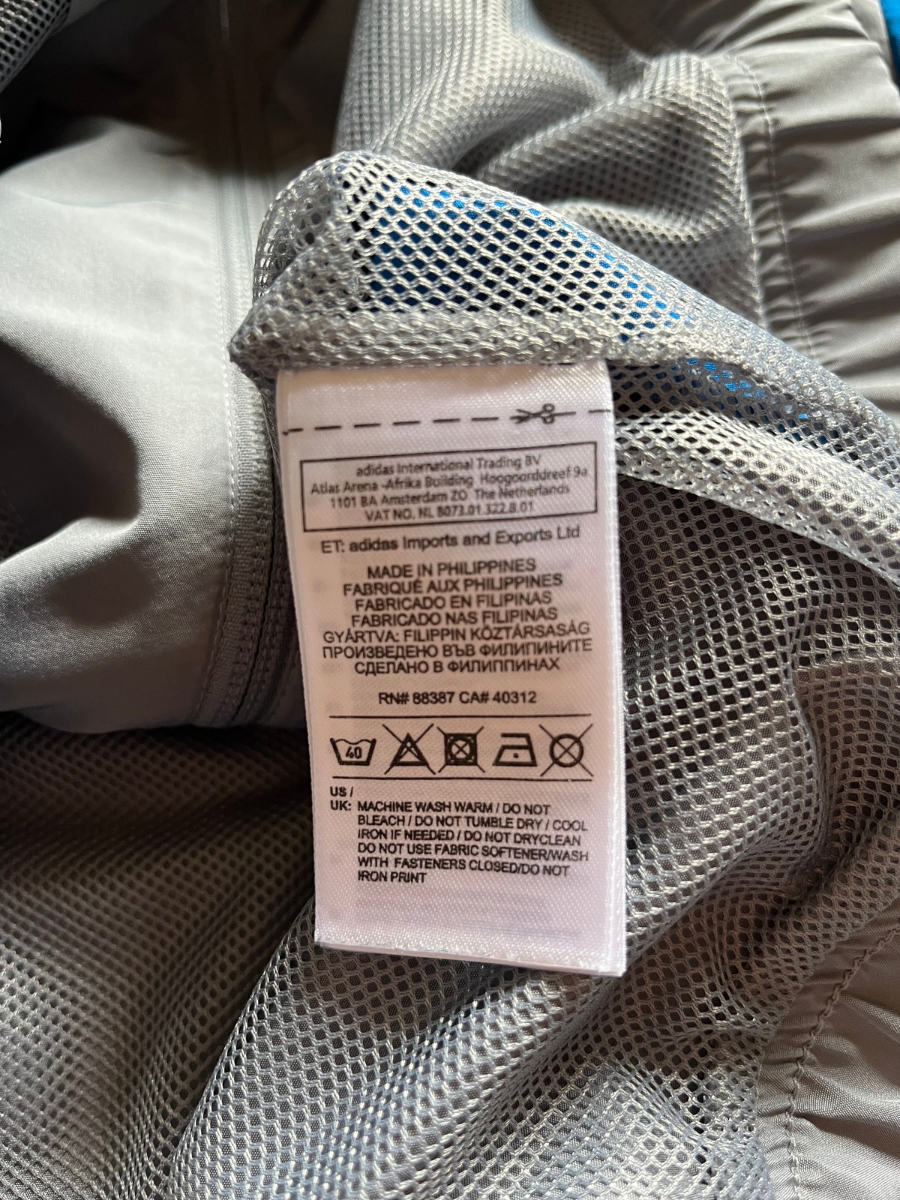 adidas International Trading BV
Atlas Arena -Afrika Building Hoogoorddreef 9a
1101 BA Amsterdam ZO The Netherlands
VAT NO. NL 8073.01.322.B.01
ET: adidas Imports and Exports Ltd
MADE IN PHILIPPINES
FABRIQUÉ AUX PHILIPPINES
FABRICADO EN FILIPINAS
FABRICADO NAS FILIPINAS
GYÁRTVA: FILIPPIN KÖZTÁRSASÁG
ПРОИЗВЕДЕНО ВЪВ ФИЛИПИНИТЕ
СДЕЛАНО В ФИЛИППИНАХ
RN# 88387 CA# 40312
40
US /
UK: MACHINE WASH WARM / DO NOT
BLEACH / DO NOT TUMBLE DRY / COOL
IRON IF NEEDED / DO NOT DRYCLEAN
DO NOT USE FABRIC SOFTENER/WASH
WITH FASTENERS CLOSED/DO NOT
IRON PRINT